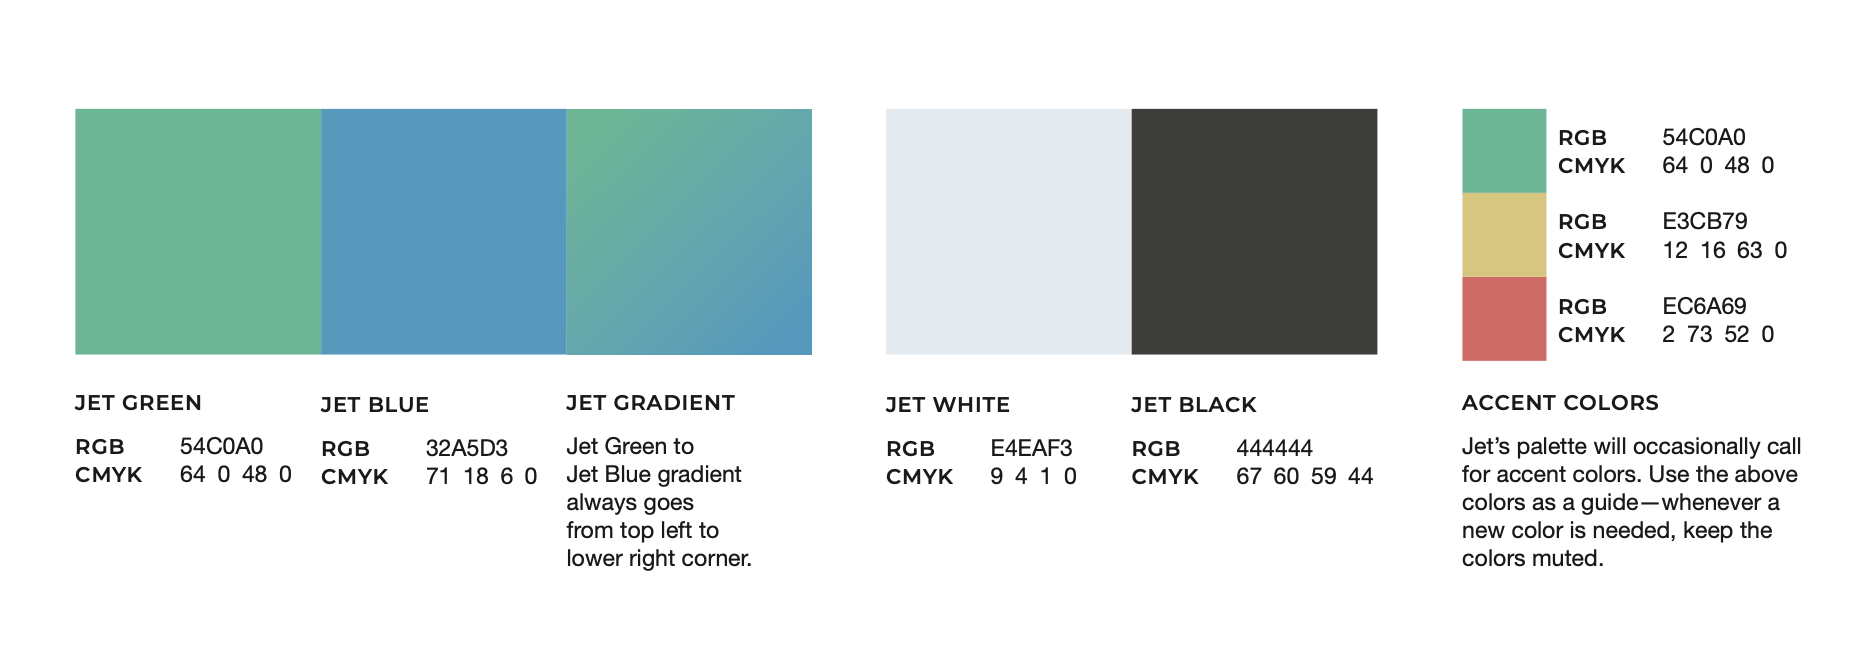 JET GREEN
RGB 54C0A0
CMYK 64 0 48 0
JET BLUE
RGB 32A5D3
CMYK 71 18 6 0
JET GRADIENT
Jet Green to
Jet Blue gradient
always goes
from top left to
lower right corner.
JET WHITE
RGB E4EAF3
CMYK 9 4 1 0
JET BLACK
RGB 444444
CMYK 67 60 59 44
RGB 54C0A0
CMYK 64 0 48 0
RGB E3CB79
CMYK 12 16 63 0
RGB EC6A69
CMYK 2 73 52 0
ACCENT COLORS
Jet’s palette will occasionally call
for accent colors. Use the above
colors as a guide—whenever a
new color is needed, keep the
colors muted.